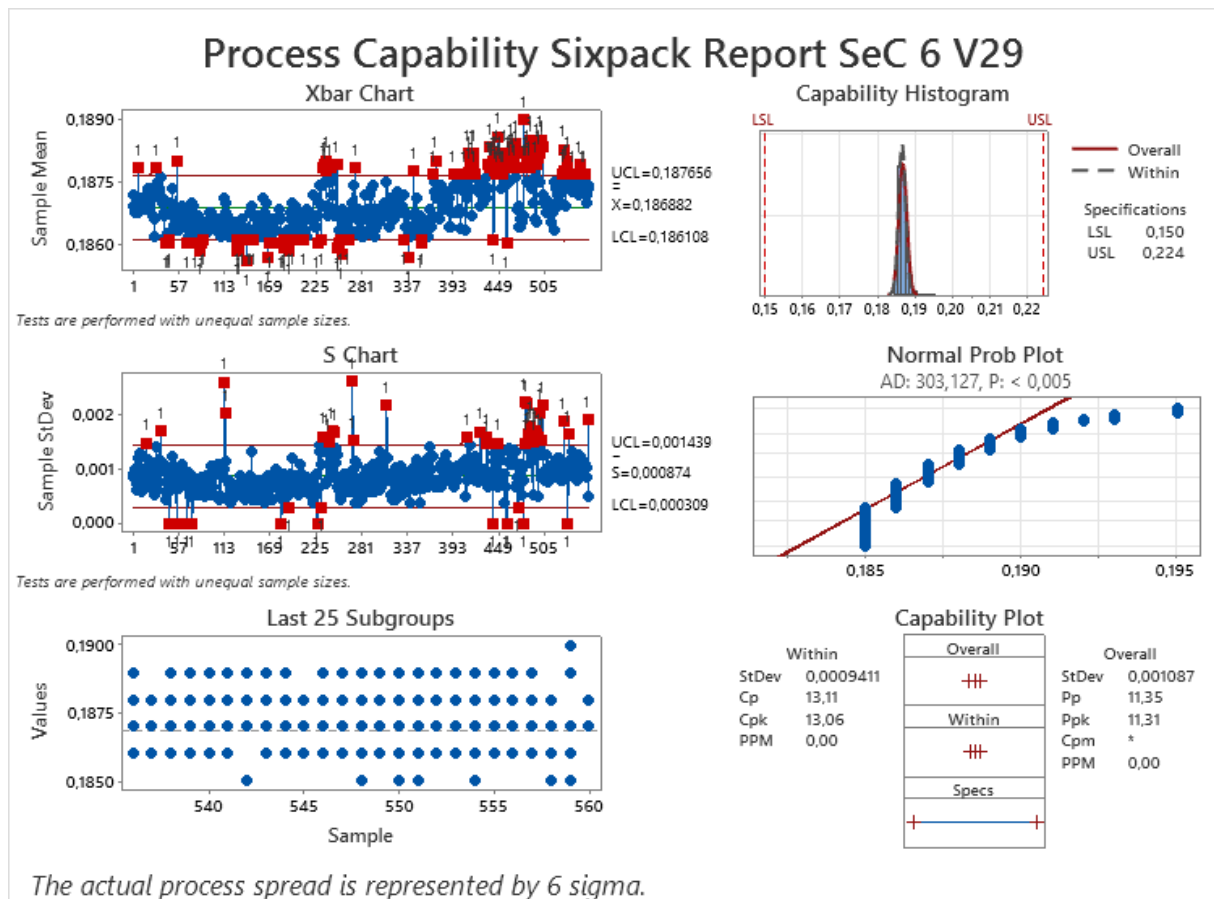 Process Capability Sixpack Report SeC 6 V29
Xbar Chart
Sample Mean
0,1890
0,1875
0,1860
1 57 113 169 225 281 337 393 449 505
UCL=0,187656
X=0,186882
LCL=0,186108
Tests are performed with unequal sample sizes.
Capability Histogram
LSL USL
0,15 0,16 0,17 0,18 0,19 0,20 0,21 0,22
Overall
Within
Specifications
LSL 0,150
USL 0,224
S Chart
Sample StDev
0,002
0,001
0,000
1 57 113 169 225 281 337 393 449 505
UCL=0,001439
S=0,000874
LCL=0,000309
Tests are performed with unequal sample sizes.
Normal Prob Plot
AD: 303,127, P: < 0,005
0,185 0,190 0,195
Last 25 Subgroups
Values
0,1900
0,1875
0,1850
540 545 550 555 560
Sample
Capability Plot
Within
StDev 0,0009411
Cp 13,11
Cpk 13,06
PPM 0,00
Overall
Within
Specs
Overall
StDev 0,001087
Pp 11,35
Ppk 11,31
Cpm *
PPM 0,00
The actual process spread is represented by 6 sigma.